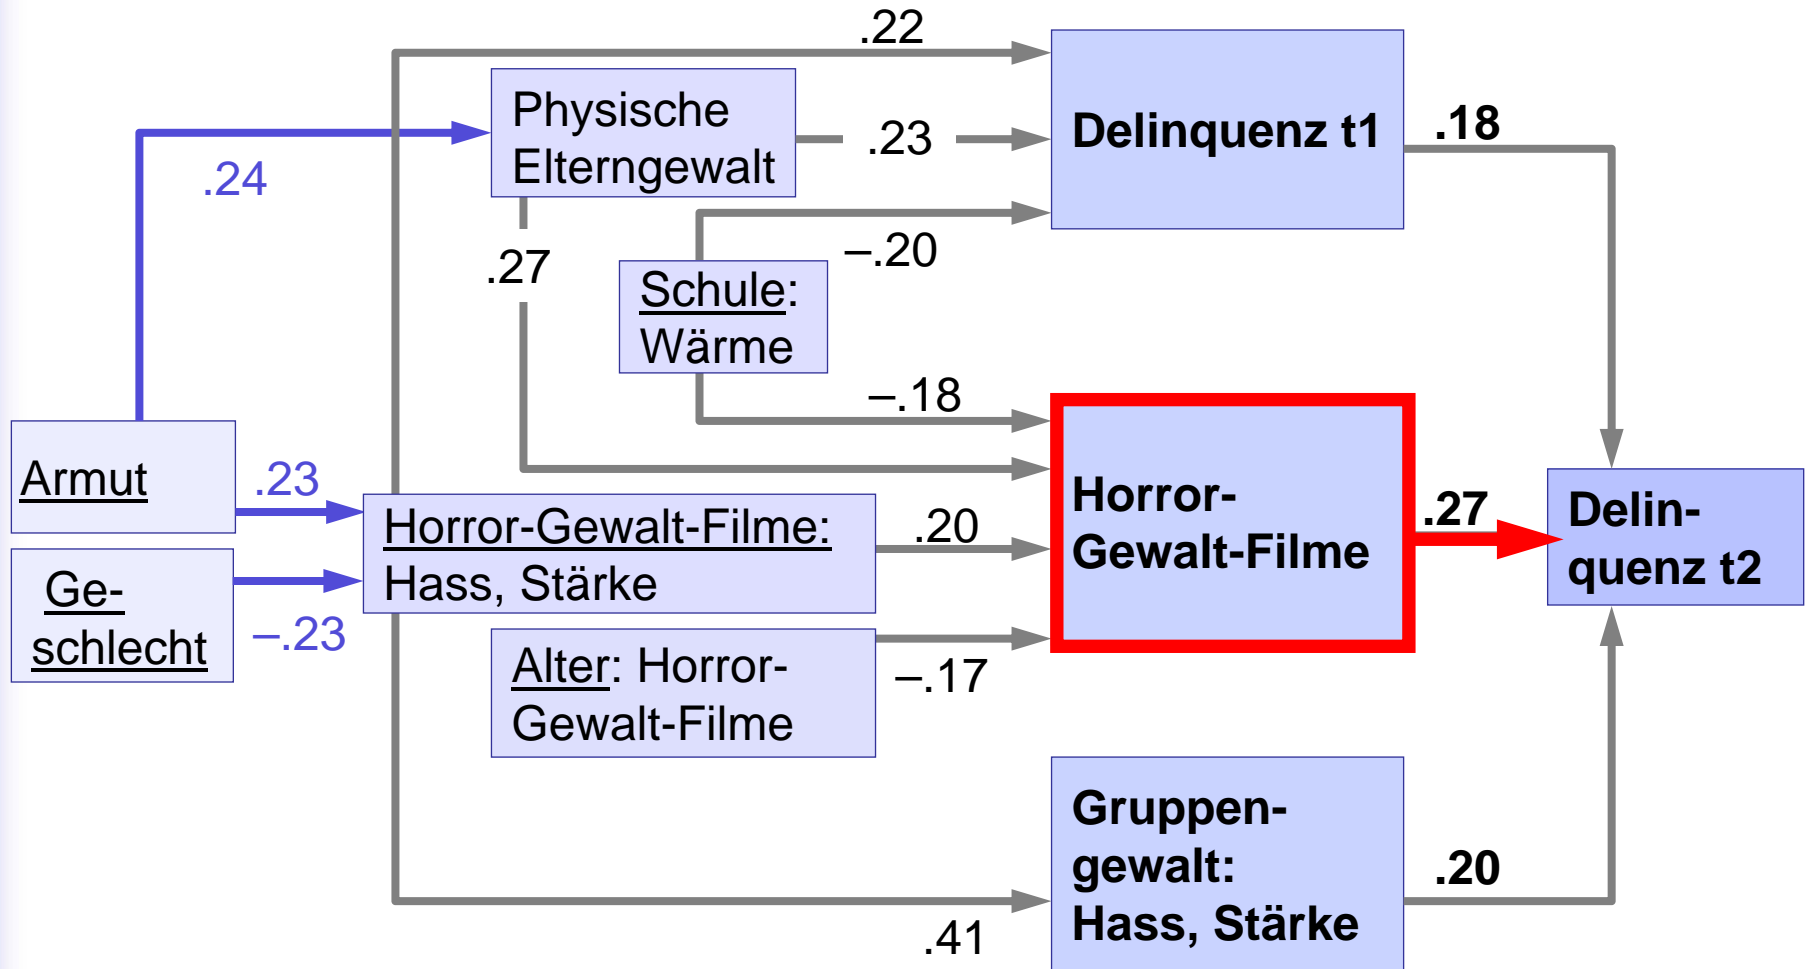 .22
Physische
Elterngewalt
.23
Delinquenz t1
.18
.24
–.20
.27
Schule:
Wärme
–.18
Armut
.23
Horror-Gewalt-Filme:
Hass, Stärke
.20
Horror-
Gewalt-Filme
.27
Delin-
quenz t2
Ge-
schlecht
–.23
Alter: Horror-
Gewalt-Filme
–.17
Gruppen-
gewalt:
Hass, Stärke
.20
.41